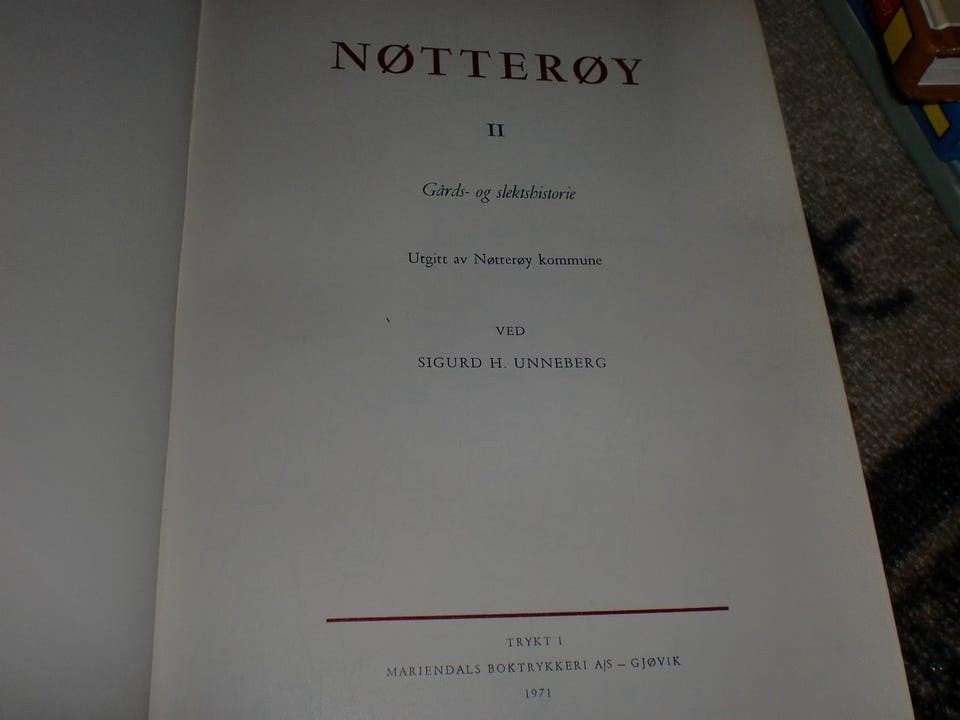 NØTTERØY
II
Gårds- og slektshistorie
Utgitt av Nøtterøy kommune
VED
SIGURD H. UNNEBERG
TRYKT I
MARIENDALS BOKTRYKKERI A/S – GJØVIK
1971